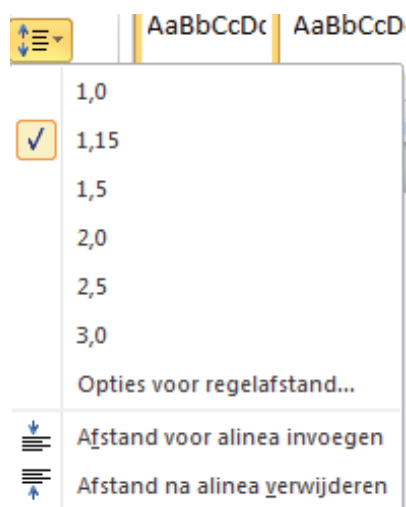 AaBbCcDc AaBbCcD
1,0
1,15
1,5
2,0
2,5
3,0
Opties voor regelafstand...
Afstand voor alinea invoegen
Afstand na alinea verwijderen